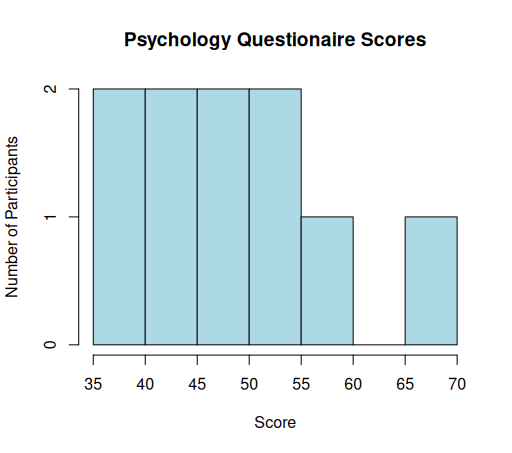 Psychology Questionaire Scores
Number of Participants
2
1
0
35 40 45 50 55 60 65 70
Score